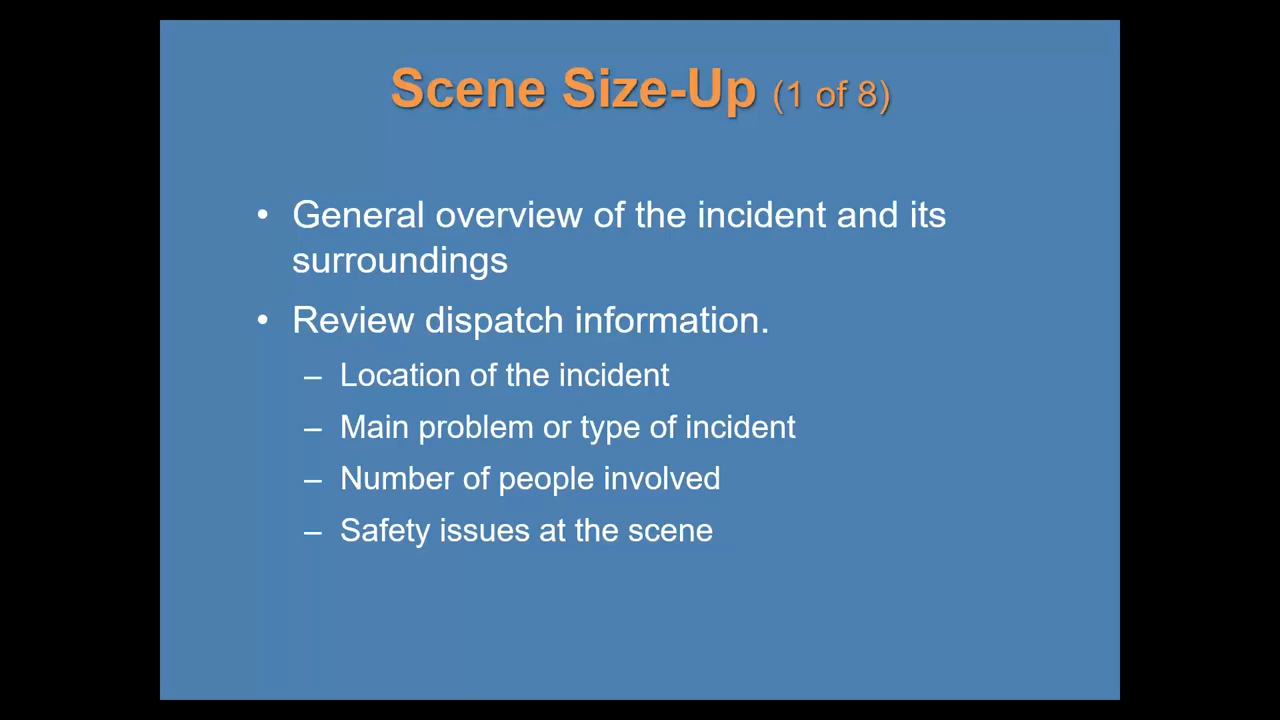 Scene Size-Up (1 of 8)
• General overview of the incident and its
surroundings
• Review dispatch information.
– Location of the incident
– Main problem or type of incident
– Number of people involved
– Safety issues at the scene